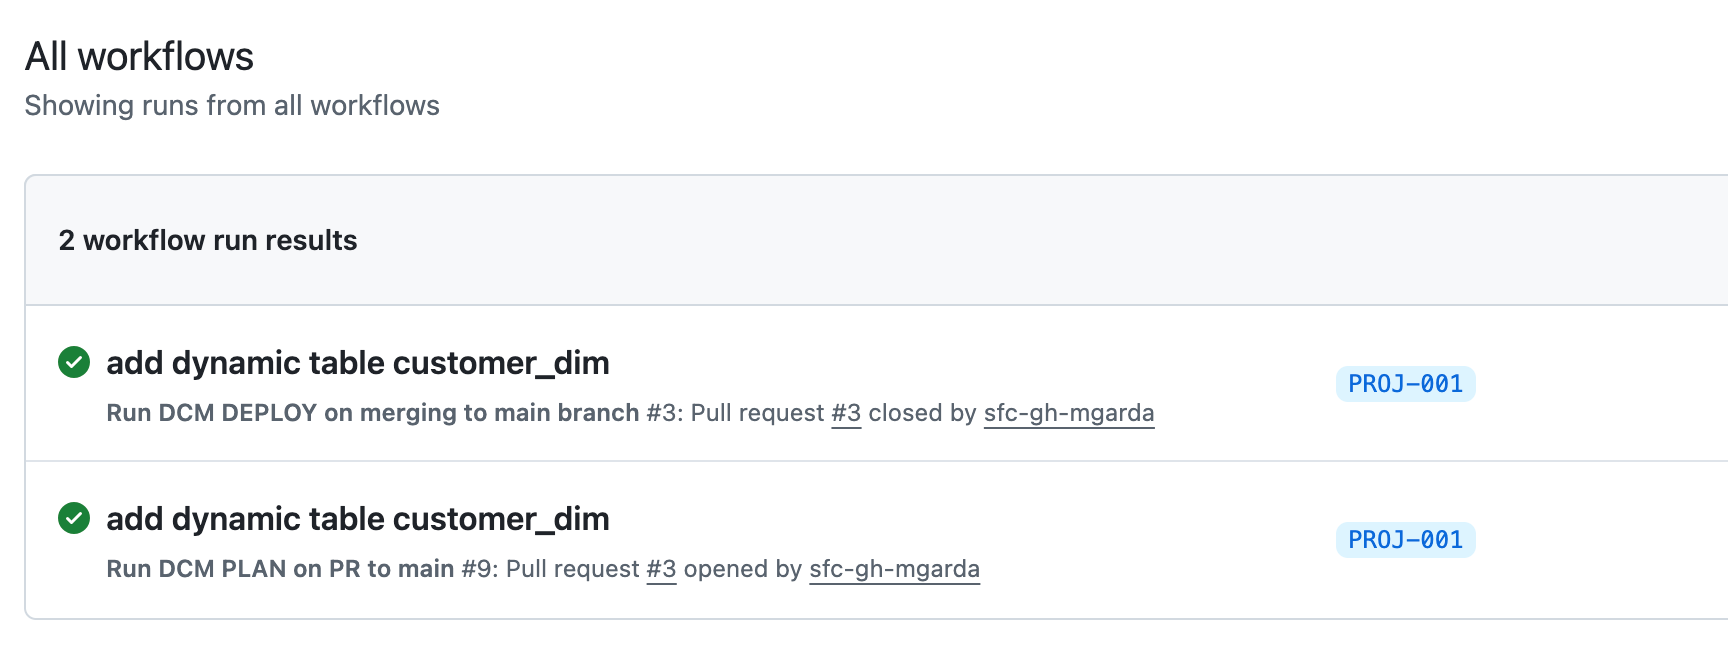 All workflows
Showing runs from all workflows
2 workflow run results
add dynamic table customer_dim
Run DCM DEPLOY on merging to main branch #3: Pull request #3 closed by sfc-gh-mgarda
PROJ-001
add dynamic table customer_dim
Run DCM PLAN on PR to main #9: Pull request #3 opened by sfc-gh-mgarda
PROJ-001